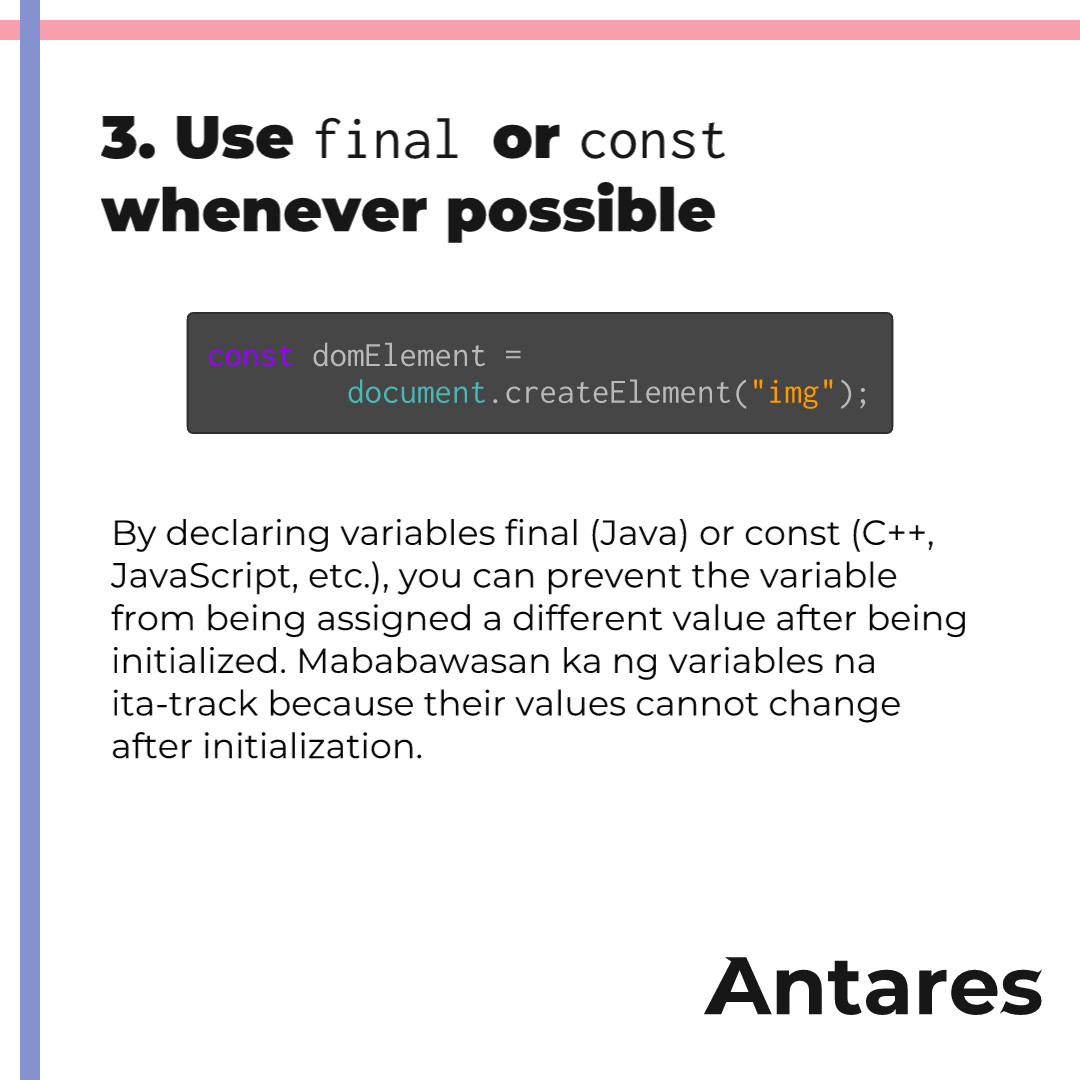 3. Use final or const
whenever possible
const domElement =
document.createElement("img");
By declaring variables final (Java) or const (C++,
JavaScript, etc.), you can prevent the variable
from being assigned a different value after being
initialized. Mababawasan ka ng variables na
ita-track because their values cannot change
after initialization.
Antares